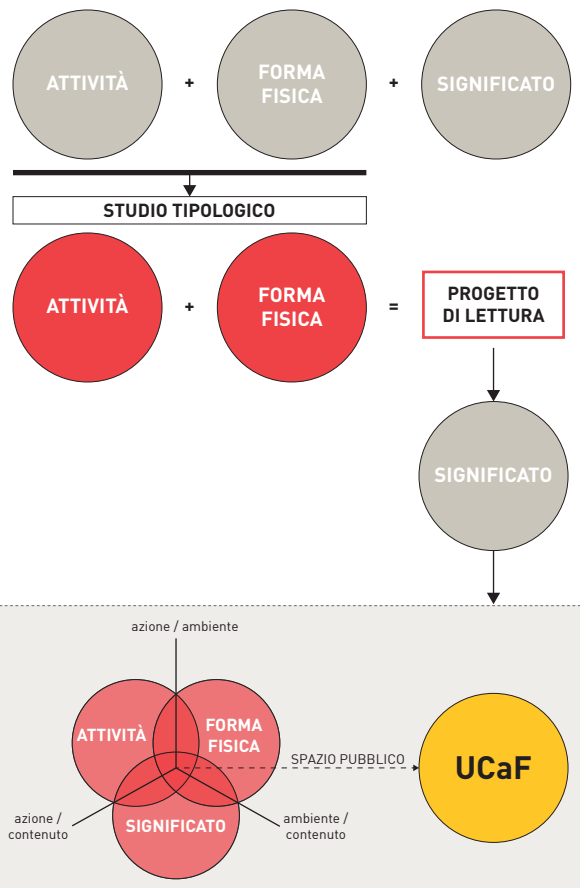 ATTIVITÀ
+
FORMA
FISICA
+
SIGNIFICATO
STUDIO TIPOLOGICO
ATTIVITÀ
+
FORMA
FISICA
=
PROGETTO
DI LETTURA
SIGNIFICATO
azione / ambiente
ATTIVITÀ
FORMA
FISICA
SPAZIO PUBBLICO
UCaF
azione /
contenuto
SIGNIFICATO
ambiente /
contenuto